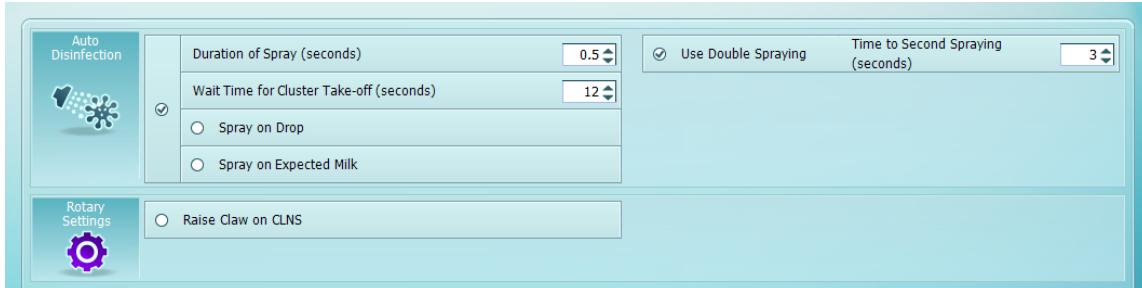 Auto
Disinfection
Duration of Spray (seconds)
0.5
Wait Time for Cluster Take-off (seconds)
12
Spray on Drop
Spray on Expected Milk
Use Double Spraying
Time to Second Spraying
(seconds)
3
Rotary
Settings
Raise Claw on CLNS